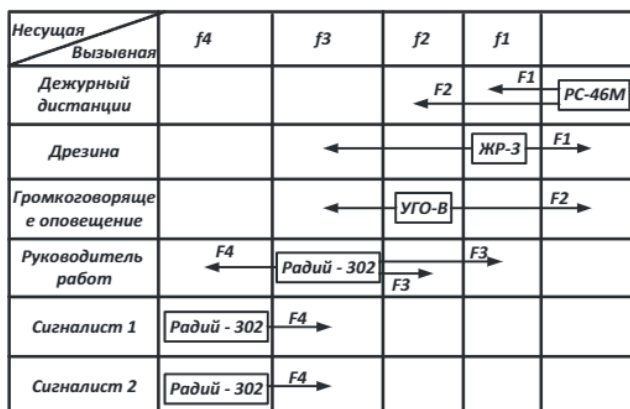 Несущая
Вызывная
f4 f3 f2 f1
Дежурный
дистанции
F1
F2
РС-46М
Дрезина
ЖР-3
F1
Громкоговоряще
е оповещение
УГО-В
F2
Руководитель
работ
F4
Радий - 302
F3
F3
Сигналист 1
Радий - 302
F4
Сигналист 2
Радий - 302
F4